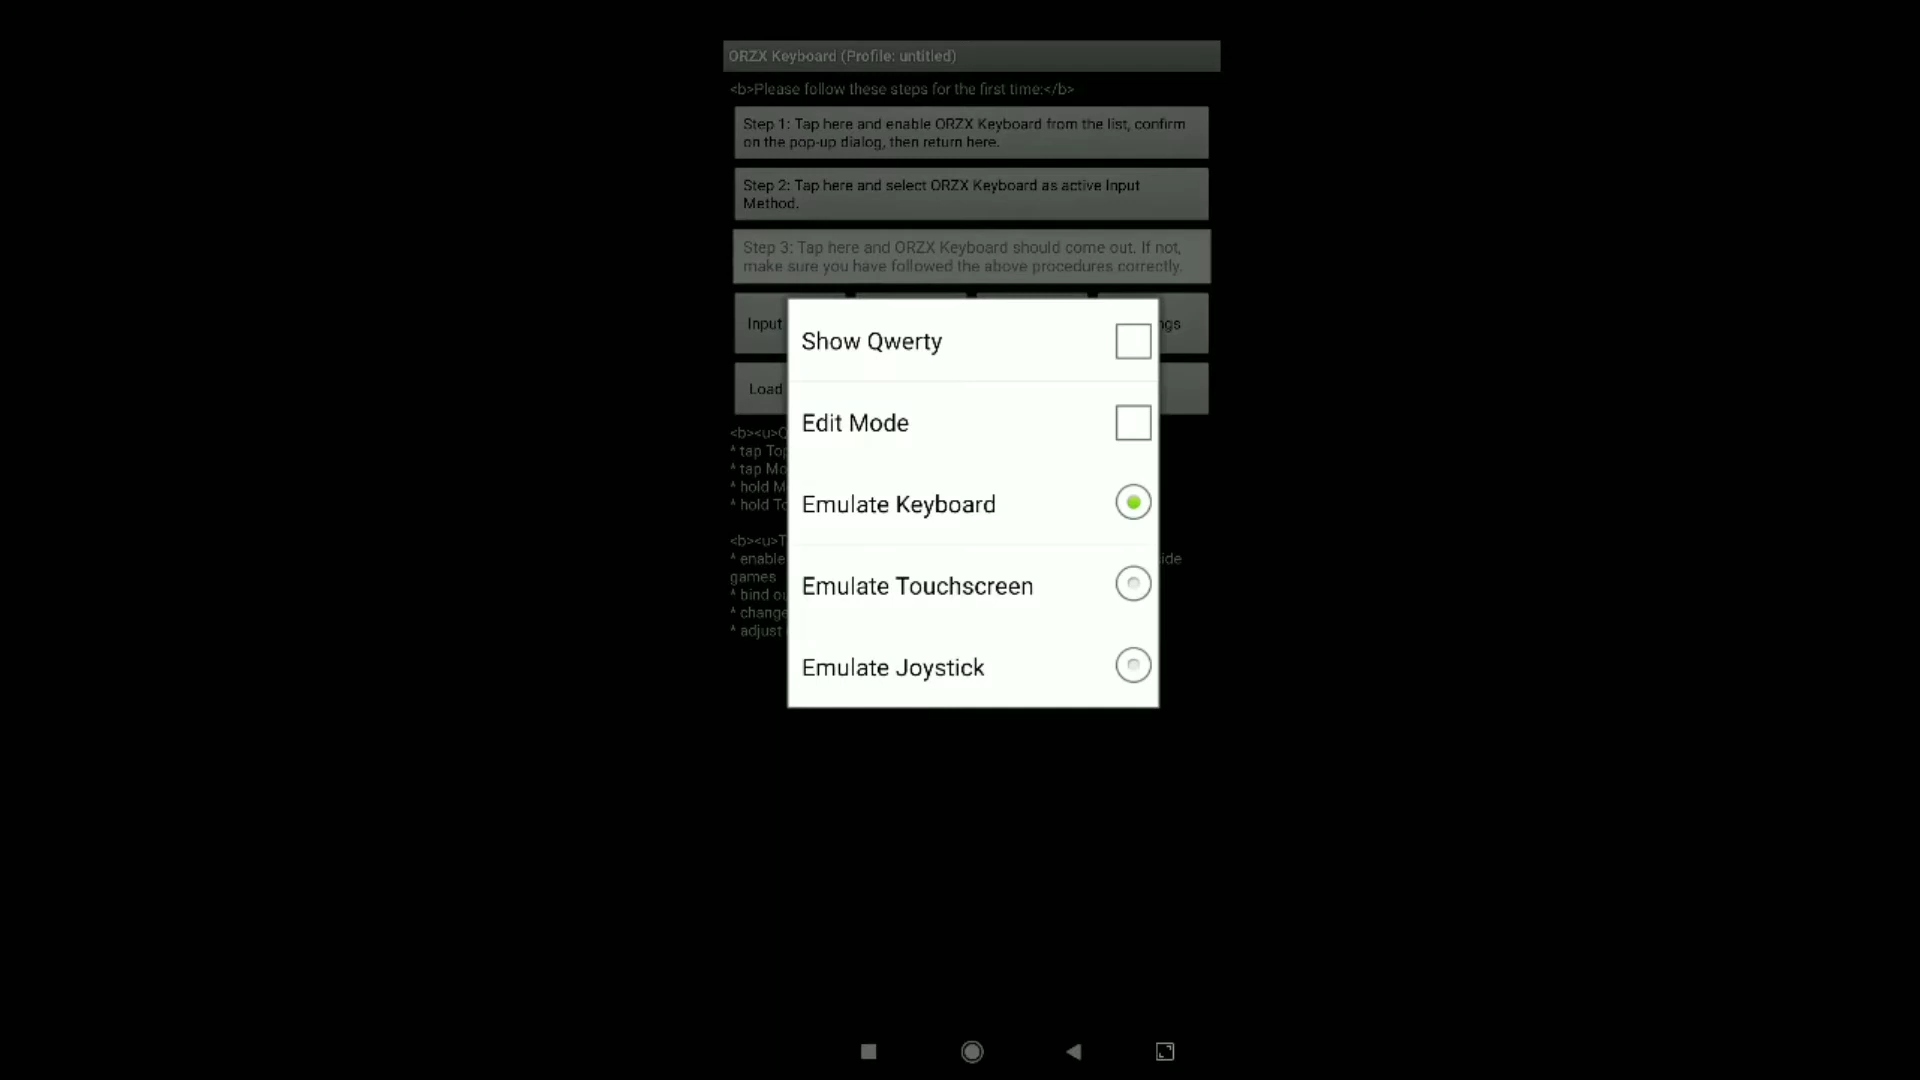 ORZX Keyboard (Profile: untitled)
<b>Please follow these steps for the first time:</b>
Step 1: Tap here and enable ORZX Keyboard from the list, confirm
on the pop-up dialog, then return here.
Step 2: Tap here and select ORZX Keyboard as active Input
Method.
Step 3: Tap here and ORZX Keyboard should come out. If not,
make sure you have followed the above procedures correctly.
Input
Load
Show Qwerty
Edit Mode
Emulate Keyboard
Emulate Touchscreen
Emulate Joystick
<b><u>
* tap
* tap
* hold
* hold
<b><u>
* enable
games
* bind
* change
* adjust